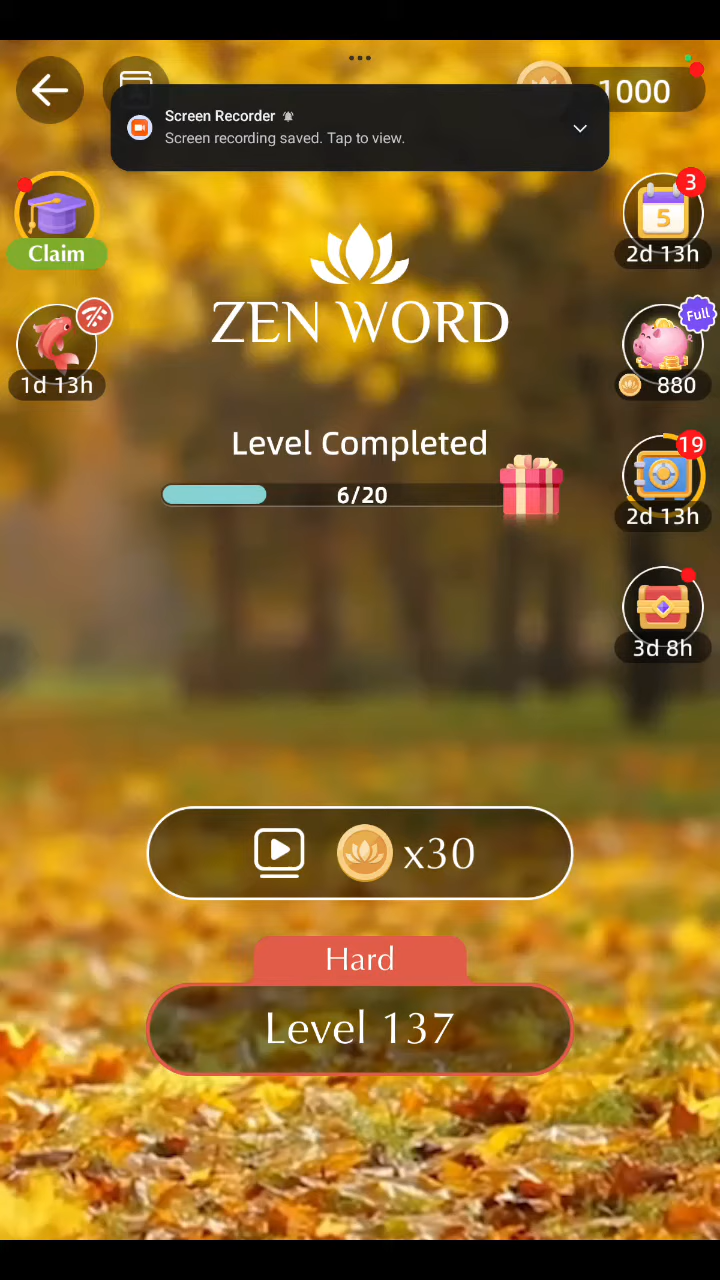 1000
Screen Recorder
Screen recording saved. Tap to view.
3
5
Claim
2d 13h
ZEN WORD
Full
1d 13h
880
Level Completed
19
6/20
2d 13h
3d 8h
x30
Hard
Level 137